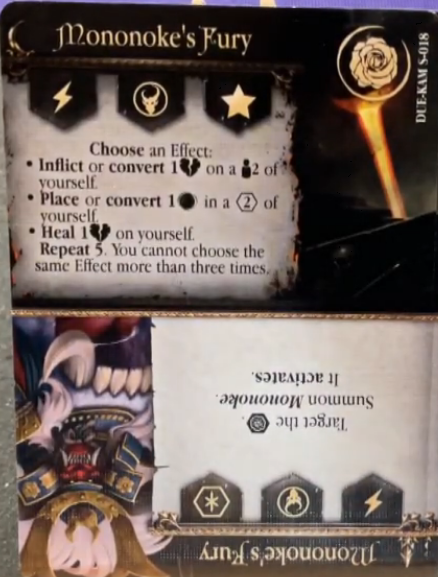 Mononoke's Fury
DUE-KAM S-018
Choose an Effect:
• Inflict or convert 1 on a 2 of
yourself.
• Place or convert 1 in a 2 of
yourself.
• Heal 1 on yourself.
Repeat 5. You cannot choose the
same Effect more than three times.
Mononoke's Fury
Target the .
Summon Mononoke.
It activates.